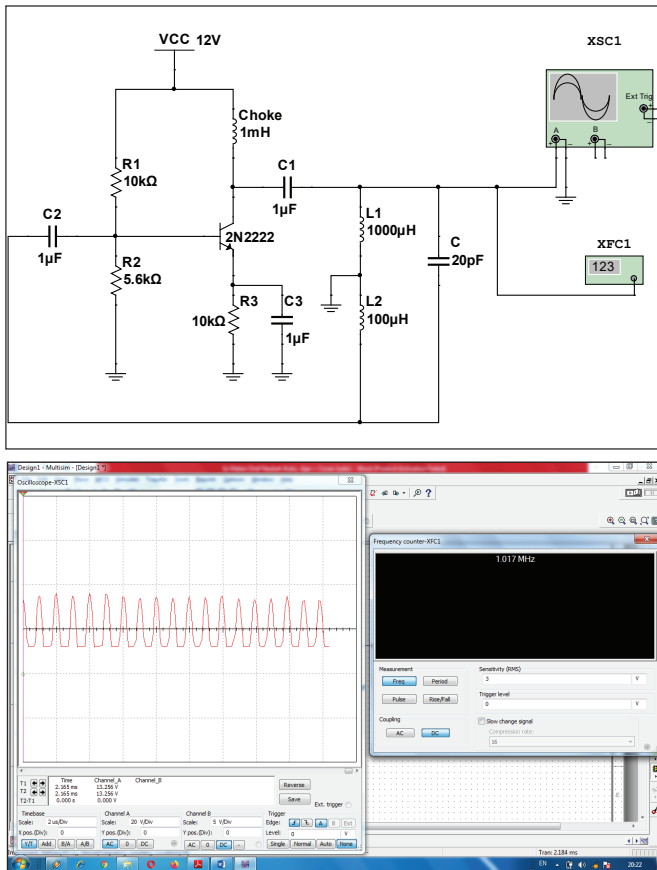 VCC 12V
XSC1
Ext Trig
A
B
Choke
1mH
R1
10kΩ
C1
1µF
C2
1µF
2N2222
L1
1000µH
C
20pF
XFC1
123
R2
5.6kΩ
R3
10kΩ
C3
1µF
L2
100µH
Design1 - Multisim - [Design1 *]
Oscilloscope-XSC1
Frequency counter-XFC1
1.017 MHz
Measurement
Freq
Period
Pulse
Rise/Fall
Coupling
AC
DC
Sensitivity (RMS)
3
V
Trigger level
0
V
Slow change signal
Compression rate:
16
Time Channel_A Channel_B
T1 2.165 ms 13.256 V
T2 2.165 ms 13.256 V
T2-T1 0.000 s 0.000 V
Reverse
Save
Ext. trigger
Timebase
Scale: 2 us/Div
X pos.(Div): 0
Y/T Add B/A A/B
Channel A
Scale: 20 V/Div
Y pos.(Div): 0
AC 0 DC
Channel B
Scale: 5 V/Div
Y pos.(Div): 0
AC 0 DC -
Trigger
Edge: A B Ext
Level: 0 V
Single Normal Auto None
Tran: 2.184 ms
EN 20:22